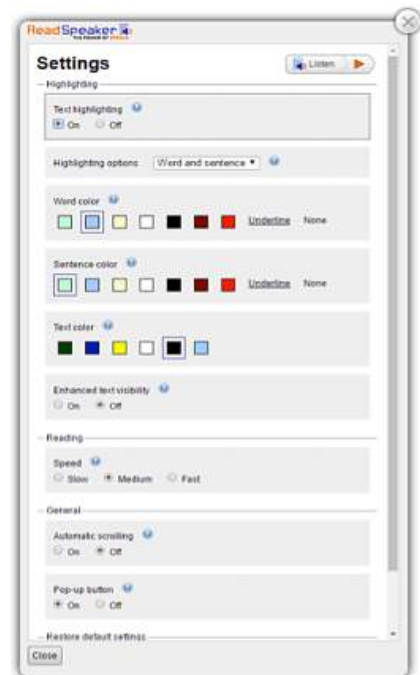 ReadSpeaker
Settings
Listen
Highlighting
Text highlighting
On Off
Highlighting options Word and sentence
Word color
Underline None
Sentence color
Underline None
Text color
Enhanced text visibility
On Off
Reading
Speed
Slow Medium Fast
General
Automatic scrolling
On Off
Pop-up button
On Off
Restore default settings
Close